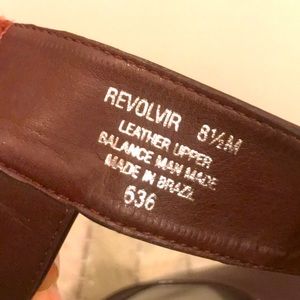 REVOLVIR 8½M
LEATHER UPPER
BALANCE MAN MADE
MADE IN BRAZIL
636